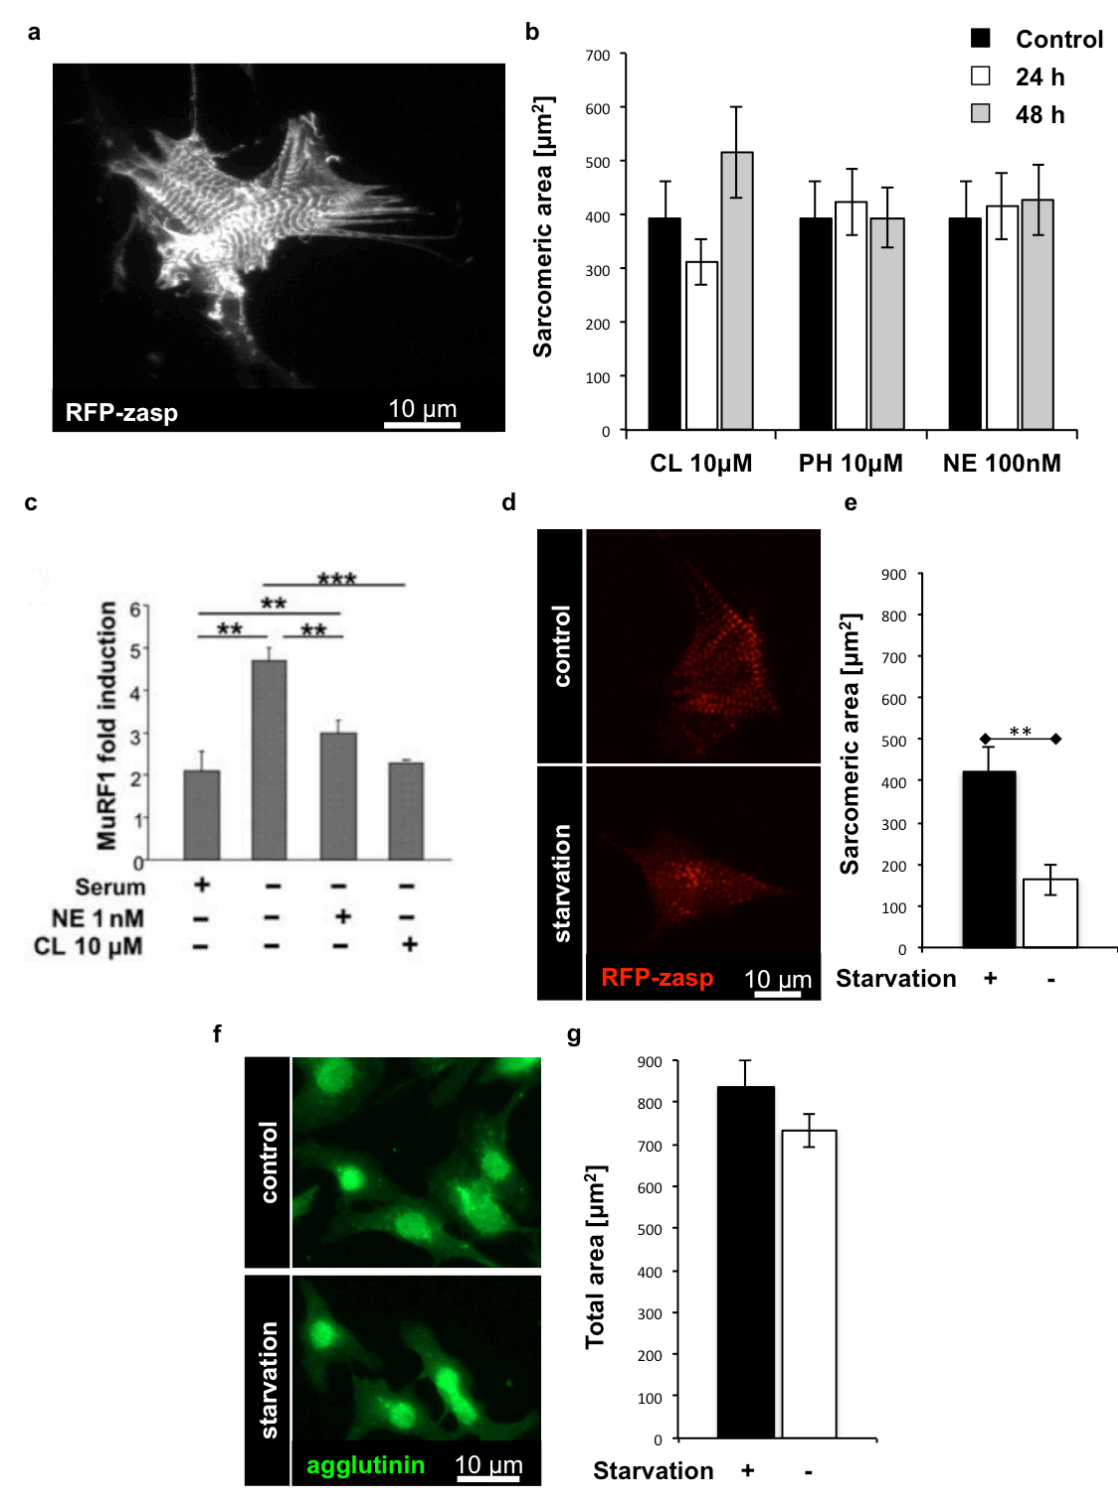 a
RFP-zasp
10 µm
b
Control
24 h
48 h
Sarcomeric area [µm²]
700
600
500
400
300
200
100
0
CL 10µM
PH 10µM
NE 100nM
c
MuRF1 fold induction
6
5
4
3
2
1
0
***
**
**
**
Serum + – – –
NE 1 nM – – + –
CL 10 µM – – – +
d
control
starvation
RFP-zasp
10 µm
e
Sarcomeric area [µm²]
900
800
700
600
500
400
300
200
100
0
**
Starvation + -
f
control
starvation
agglutinin
10 µm
g
Total area [µm²]
900
800
700
600
500
400
300
200
100
0
Starvation + -